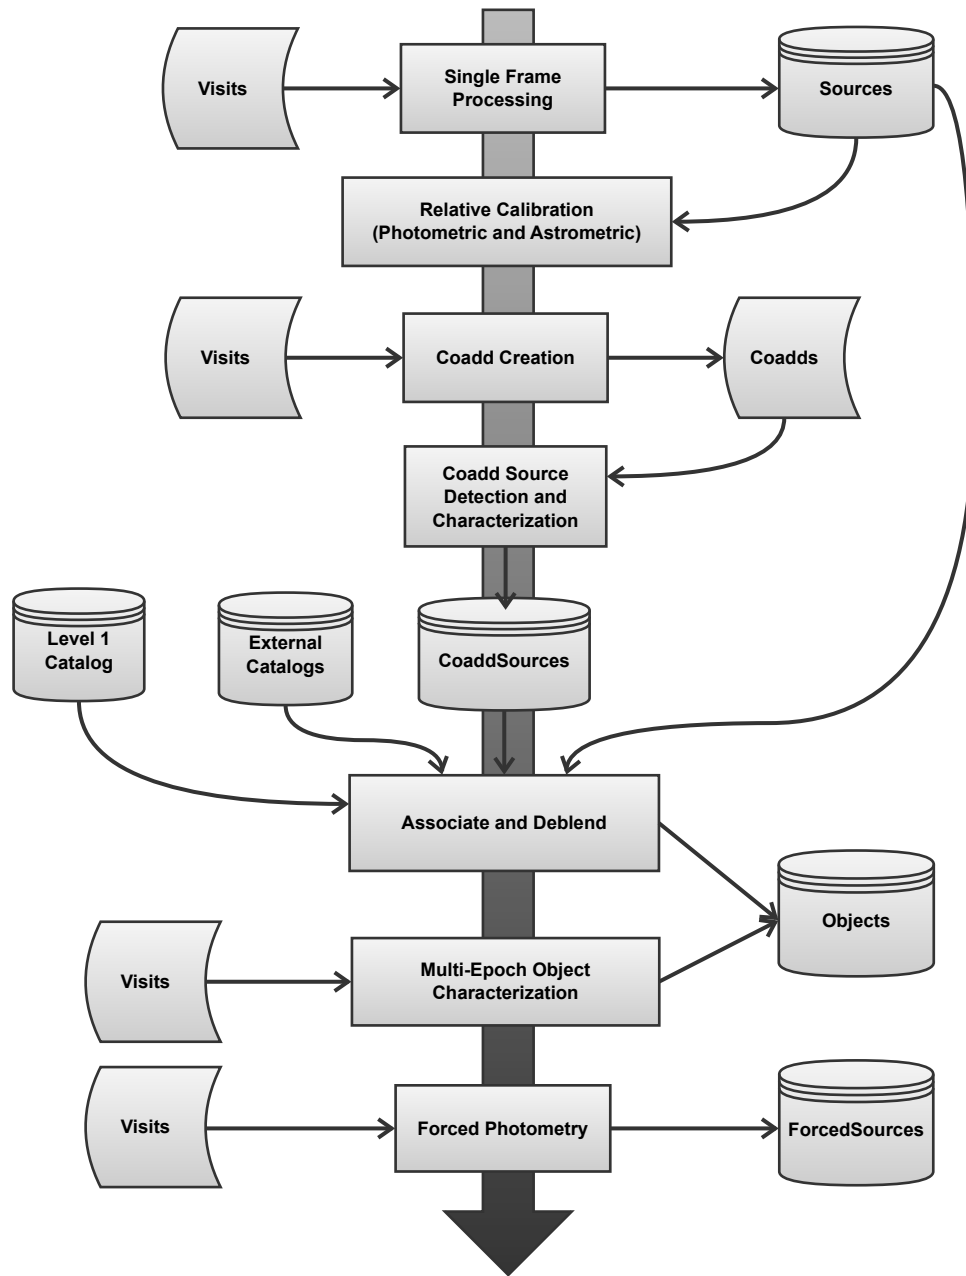 Visits
Single Frame
Processing
Sources
Relative Calibration
(Photometric and Astrometric)
Visits
Coadd Creation
Coadds
Coadd Source
Detection and
Characterization
Level 1
Catalog
External
Catalogs
CoaddSources
Associate and Deblend
Objects
Visits
Multi-Epoch Object
Characterization
Visits
Forced Photometry
ForcedSources